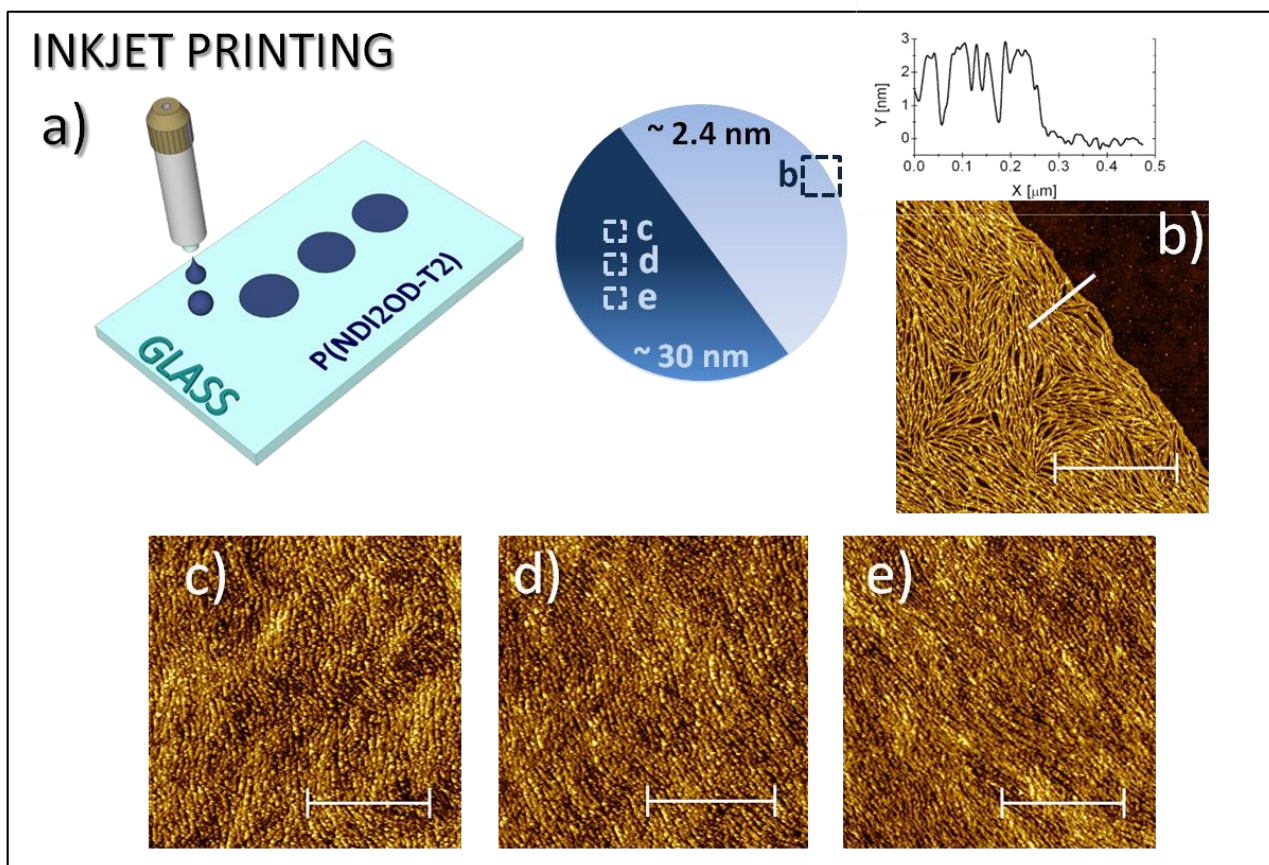 INKJET PRINTING
a)
GLASS
P(NDI2OD-T2)
~ 2.4 nm
b
c
d
e
~ 30 nm
Y [nm]
3
2
1
0
0.0 0.1 0.2 0.3 0.4 0.5
X [μm]
b)
c)
d)
e)